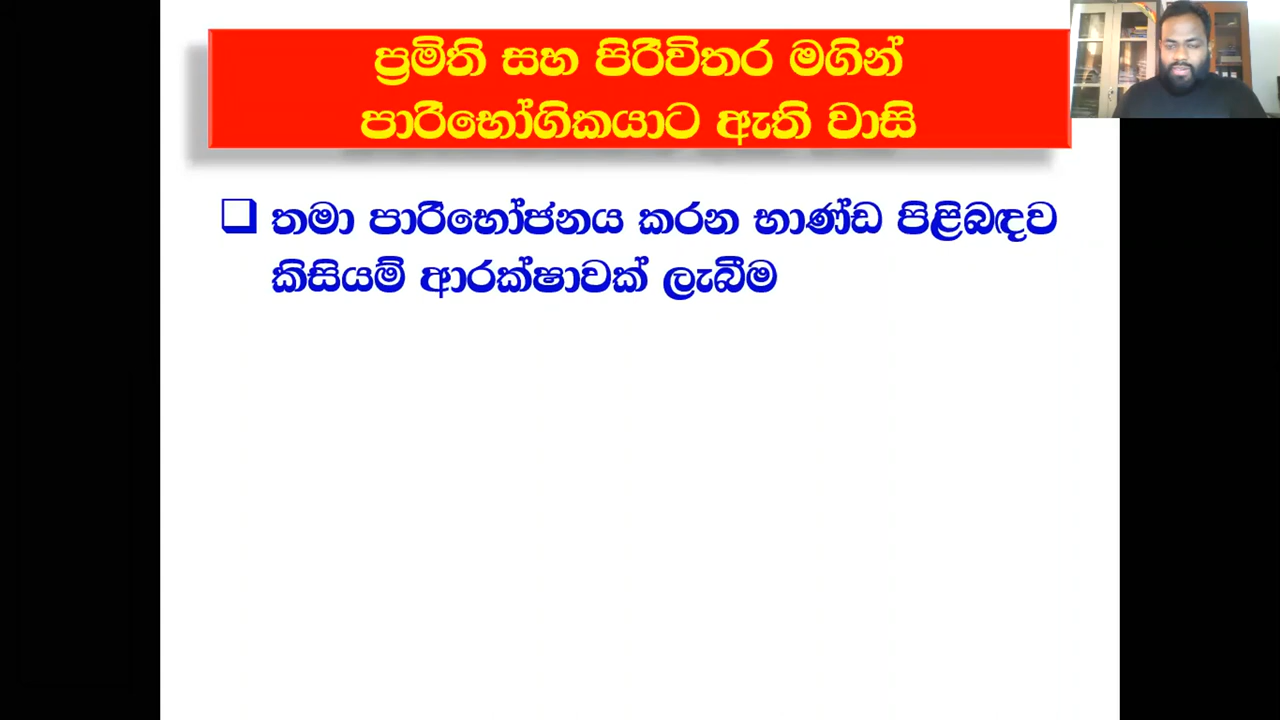 ප්‍රමිති සහ පිරිවිතර මගින්
පාරිභෝගිකයාට ඇති වාසි
❑ තමා පාරිභෝජනය කරන භාණ්ඩ පිළිබඳව
කිසියම් ආරක්ෂාවක් ලැබීම